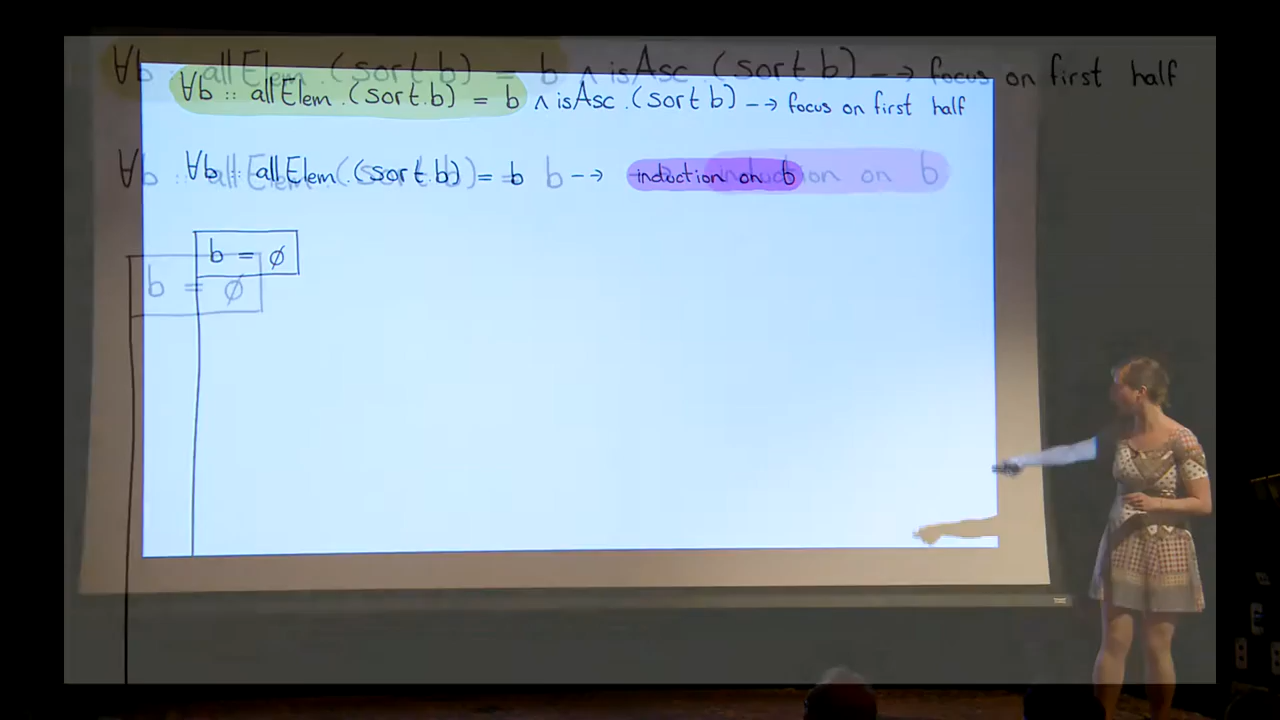 ∀b :: allElem.(sort.b) = b ∧ isAsc.(sort b) --→ focus on first half
∀b :: allElem.(sort.b) = b --→ induction on b
b = ∅